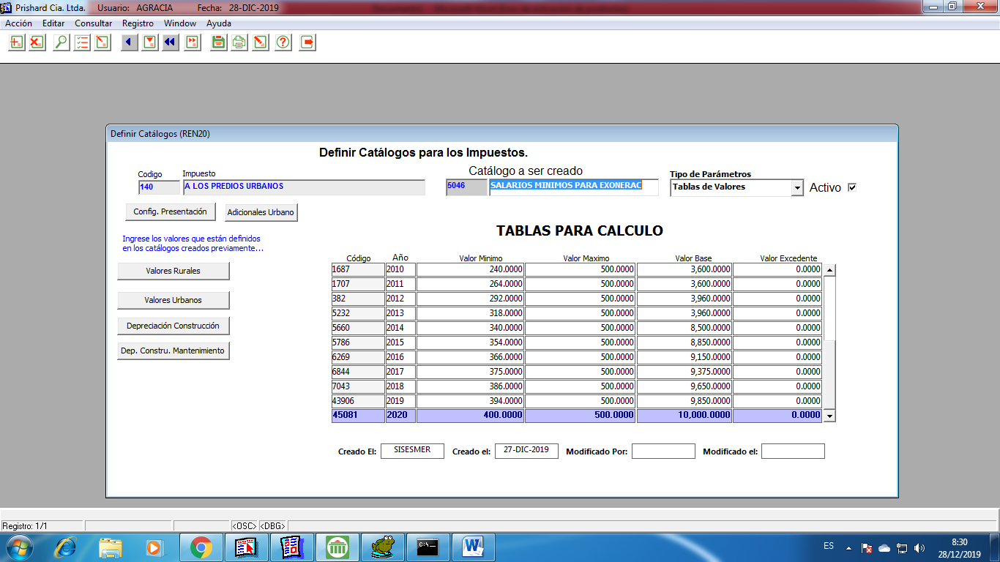 Prishard Cia. Ltda. Usuario: AGRACIA Fecha: 28-DIC-2019
Acción Editar Consultar Registro Window Ayuda
Definir Catálogos (REN20)
Definir Catálogos para los Impuestos.
Codigo Impuesto Catálogo a ser creado Tipo de Parámetros
140 A LOS PREDIOS URBANOS 5046 SALARIOS MINIMOS PARA EXONERAC Tablas de Valores Activo
Config. Presentación Adicionales Urbano
TABLAS PARA CALCULO
Ingrese los valores que están definidos
en los catálogos creados previamente...
Valores Rurales
Valores Urbanos
Depreciación Construcción
Dep. Constru. Mantenimiento
Código Año Valor Minimo Valor Maximo Valor Base Valor Excedente
1687 2010 240.0000 500.0000 3,600.0000 0.0000
1707 2011 264.0000 500.0000 3,600.0000 0.0000
382 2012 292.0000 500.0000 3,960.0000 0.0000
5232 2013 318.0000 500.0000 3,960.0000 0.0000
5660 2014 340.0000 500.0000 8,500.0000 0.0000
5786 2015 354.0000 500.0000 8,850.0000 0.0000
6269 2016 366.0000 500.0000 9,150.0000 0.0000
6844 2017 375.0000 500.0000 9,375.0000 0.0000
7043 2018 386.0000 500.0000 9,650.0000 0.0000
43906 2019 394.0000 500.0000 9,850.0000 0.0000
45081 2020 400.0000 500.0000 10,000.0000 0.0000
Creado El: SISESMER Creado el: 27-DIC-2019 Modificado Por: Modificado el:
Registro: 1/1 <OSC> <DBG>
ES 8:30
28/12/2019